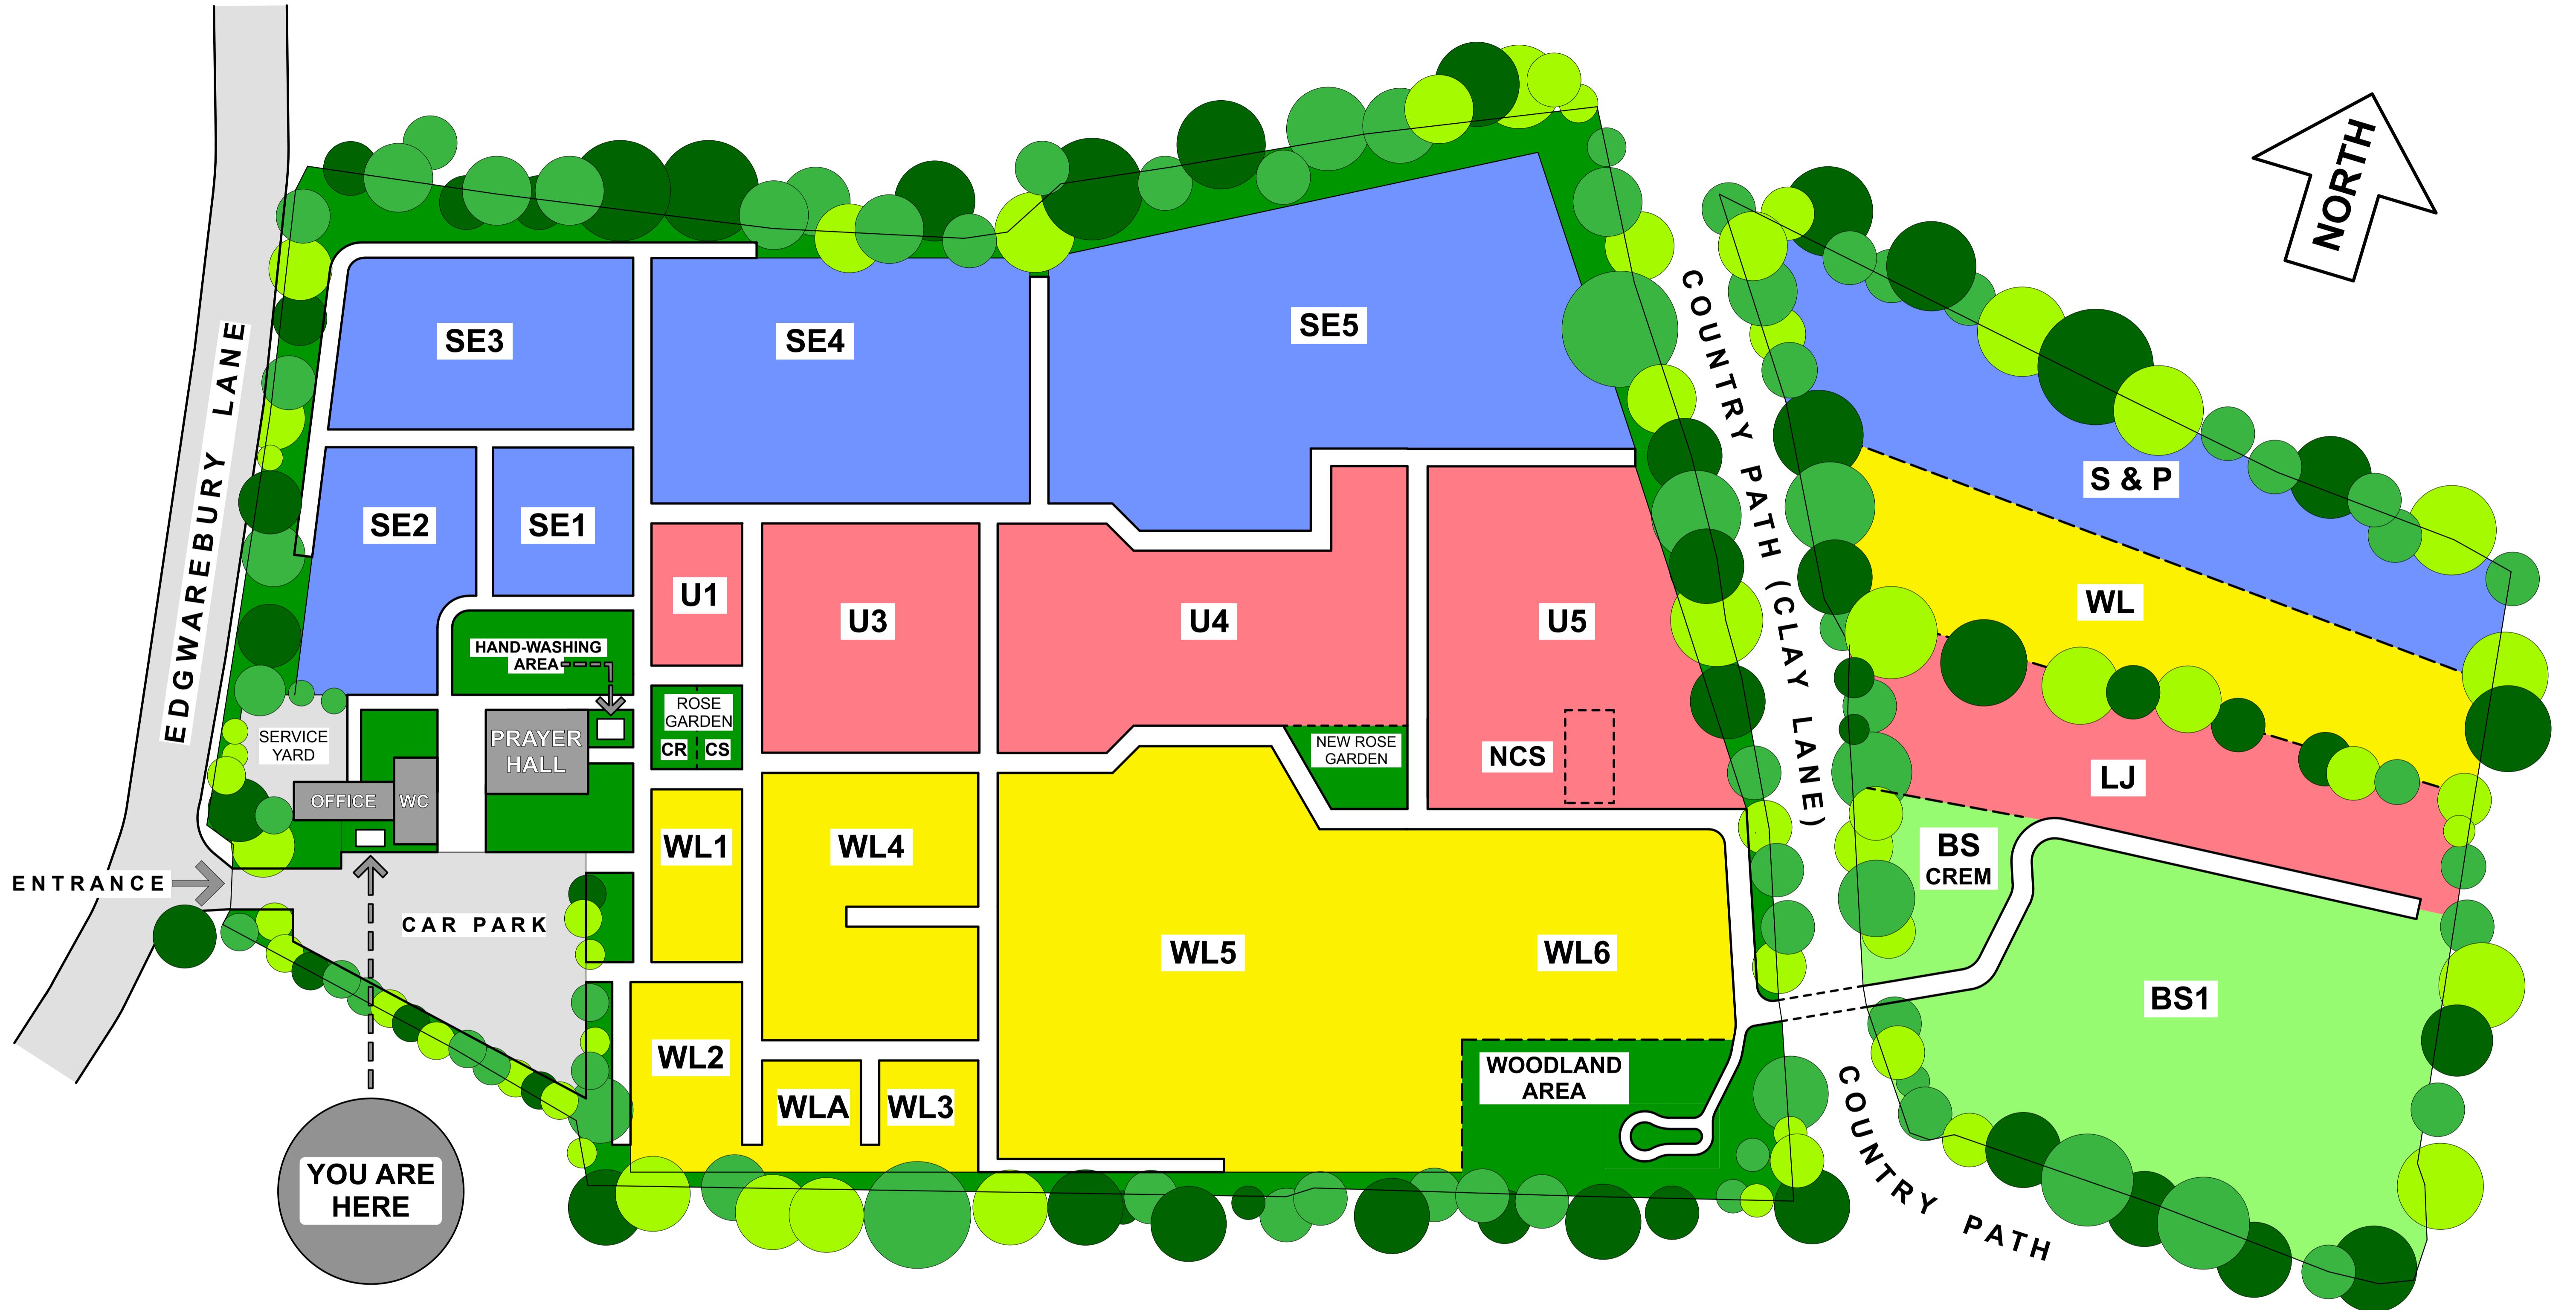 NORTH
EDGWAREBURY LANE
COUNTRY PATH (CLAY LANE)
SE3
SE4
SE5
S & P
SE2
SE1
U1
U3
U4
U5
WL
HAND-WASHING
AREA
ROSE
GARDEN
CR
CS
SERVICE
YARD
PRAYER
HALL
NEW ROSE
GARDEN
NCS
LJ
OFFICE
WC
WL1
WL4
BS
CREM
ENTRANCE
CAR PARK
WL5
WL6
BS1
WL2
WLA
WL3
WOODLAND
AREA
COUNTRY PATH
YOU ARE
HERE